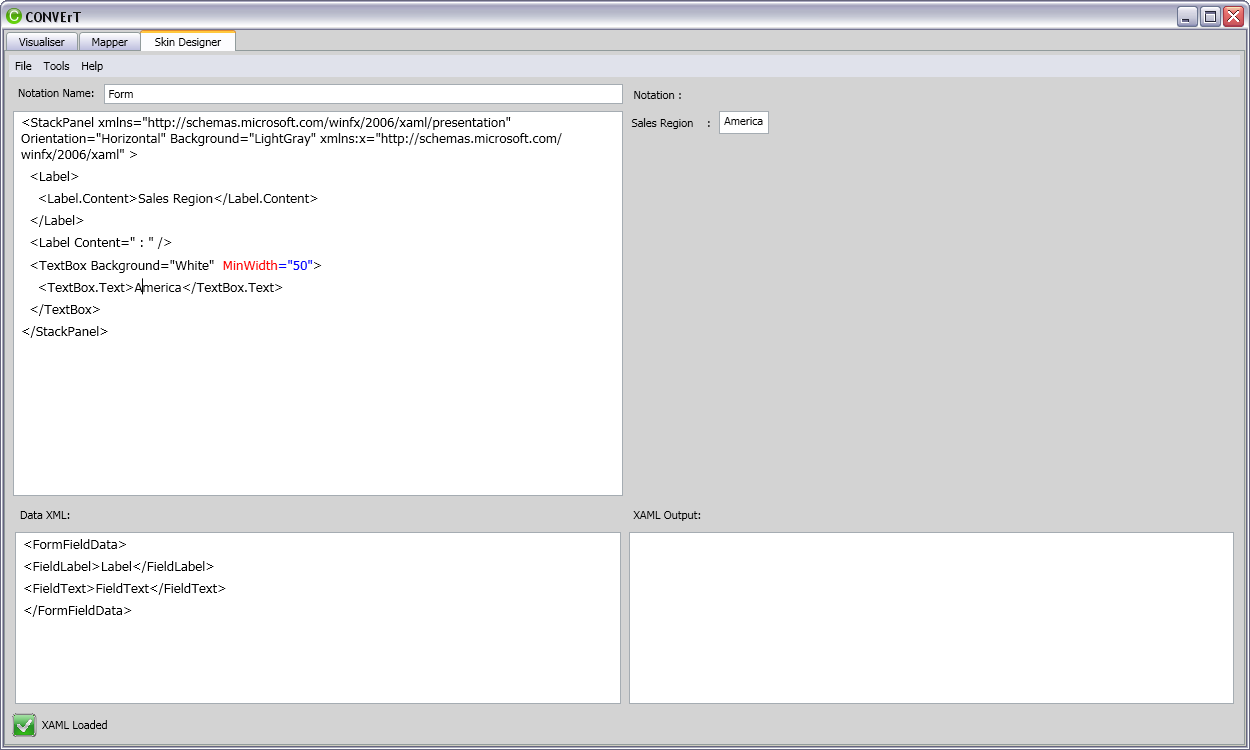 CONVErT
Visualiser
Mapper
Skin Designer
File Tools Help
Notation Name:
Form
Notation :
<StackPanel xmlns="http://schemas.microsoft.com/winfx/2006/xaml/presentation"
Orientation="Horizontal" Background="LightGray" xmlns:x="http://schemas.microsoft.com/
winfx/2006/xaml" >
<Label>
<Label.Content>Sales Region</Label.Content>
</Label>
<Label Content=" : " />
<TextBox Background="White" MinWidth="50">
<TextBox.Text>America</TextBox.Text>
</TextBox>
</StackPanel>
Sales Region : America
Data XML:
<FormFieldData>
<FieldLabel>Label</FieldLabel>
<FieldText>FieldText</FieldText>
</FormFieldData>
XAML Output:
XAML Loaded